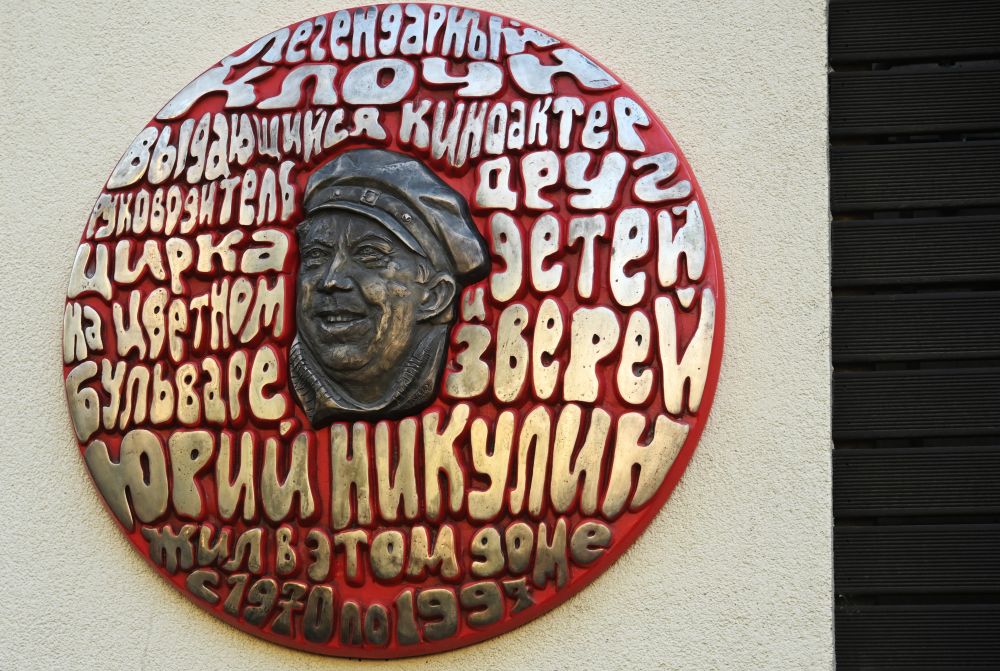 Легендарный
клоун
выдающийся киноактер
руководитель
цирка
на цветном
бульваре
друг
детей
и
зверей
Юрий Никулин
жил в этом доме
с 1970 по 1997